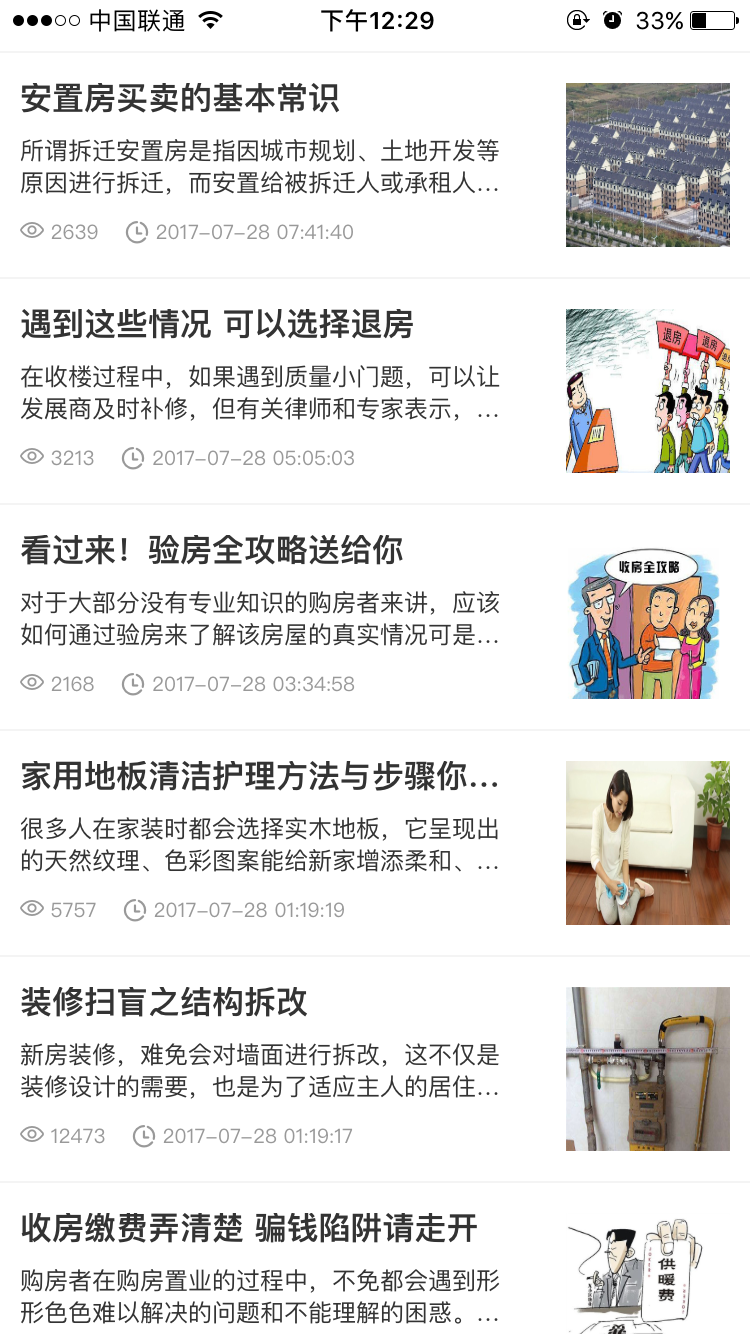 中国联通 下午12:29 33%
安置房买卖的基本常识
所谓拆迁安置房是指因城市规划、土地开发等
原因进行拆迁，而安置给被拆迁人或承租人...
2639 2017-07-28 07:41:40
遇到这些情况 可以选择退房
退房 退房
在收楼过程中，如果遇到质量小门题，可以让
发展商及时补修，但有关律师和专家表示，...
3213 2017-07-28 05:05:03
看过来！验房全攻略送给你
收房全攻略
对于大部分没有专业知识的购房者来讲，应该
如何通过验房来了解该房屋的真实情况可是...
2168 2017-07-28 03:34:58
家用地板清洁护理方法与步骤你...
很多人在家装时都会选择实木地板，它呈现出
的天然纹理、色彩图案能给新家增添柔和、...
5757 2017-07-28 01:19:19
装修扫盲之结构拆改
新房装修，难免会对墙面进行拆改，这不仅是
装修设计的需要，也是为了适应主人的居住...
12473 2017-07-28 01:19:17
收房缴费弄清楚 骗钱陷阱请走开
供暖费
购房者在购房置业的过程中，不免都会遇到形
形色色难以解决的问题和不能理解的困惑。...